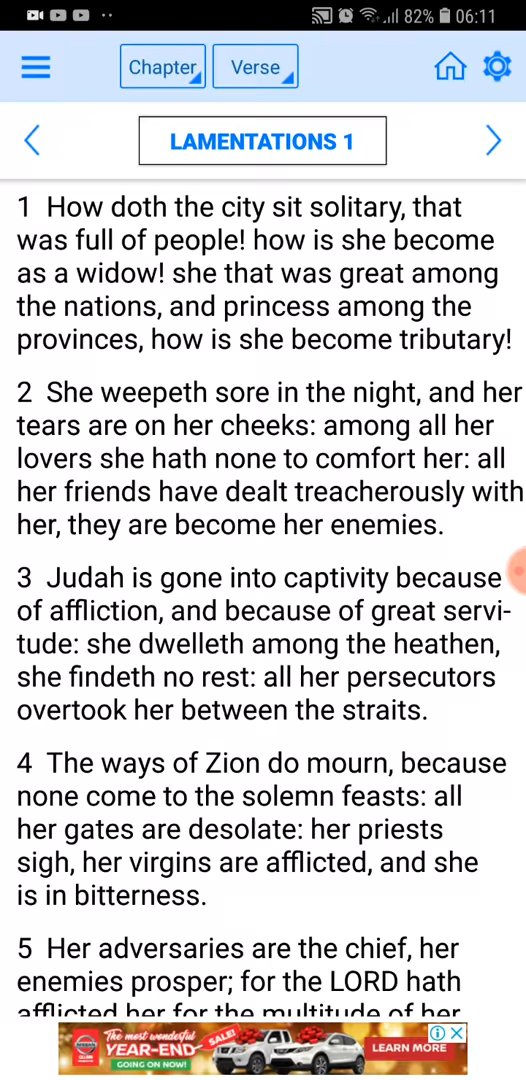 82% 06:11
Chapter Verse
LAMENTATIONS 1
1 How doth the city sit solitary, that
was full of people! how is she become
as a widow! she that was great among
the nations, and princess among the
provinces, how is she become tributary!
2 She weepeth sore in the night, and her
tears are on her cheeks: among all her
lovers she hath none to comfort her: all
her friends have dealt treacherously with
her, they are become her enemies.
3 Judah is gone into captivity because
of affliction, and because of great servi-
tude: she dwelleth among the heathen,
she findeth no rest: all her persecutors
overtook her between the straits.
4 The ways of Zion do mourn, because
none come to the solemn feasts: all
her gates are desolate: her priests
sigh, her virgins are afflicted, and she
is in bitterness.
5 Her adversaries are the chief, her
enemies prosper; for the LORD hath
afflicted her for the multitude of her
The most wonderful
YEAR-END
SALE!
GOING ON NOW!
LEARN MORE